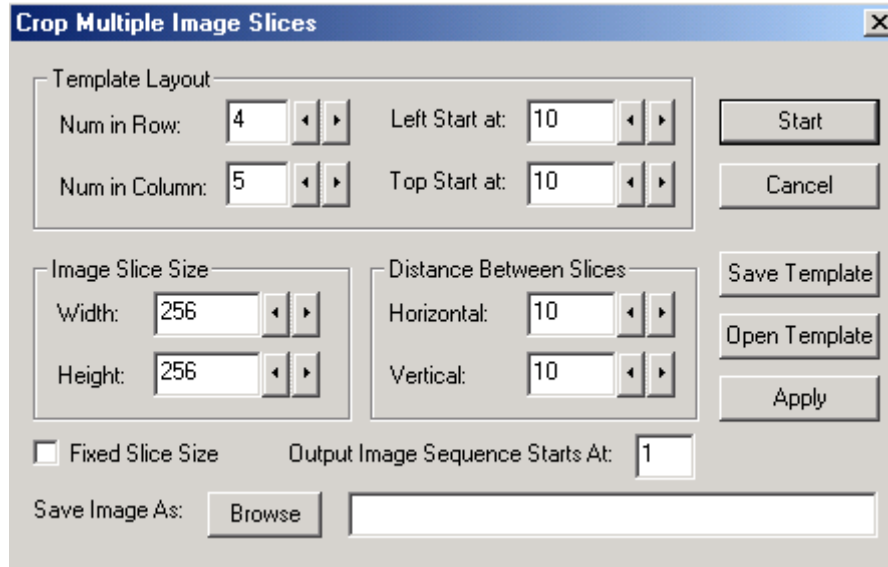 Crop Multiple Image Slices
Template Layout
Num in Row: 4 Left Start at: 10
Start
Num in Column: 5 Top Start at: 10
Cancel
Image Slice Size
Distance Between Slices
Save Template
Width: 256 Horizontal: 10
Open Template
Height: 256 Vertical: 10
Apply
Fixed Slice Size Output Image Sequence Starts At: 1
Save Image As: Browse